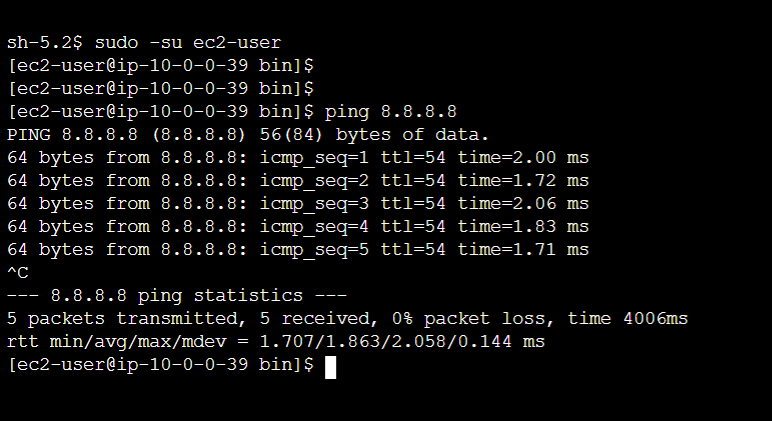 sh-5.2$ sudo -su ec2-user
[ec2-user@ip-10-0-0-39 bin]$
[ec2-user@ip-10-0-0-39 bin]$
[ec2-user@ip-10-0-0-39 bin]$ ping 8.8.8.8
PING 8.8.8.8 (8.8.8.8) 56(84) bytes of data.
64 bytes from 8.8.8.8: icmp_seq=1 ttl=54 time=2.00 ms
64 bytes from 8.8.8.8: icmp_seq=2 ttl=54 time=1.72 ms
64 bytes from 8.8.8.8: icmp_seq=3 ttl=54 time=2.06 ms
64 bytes from 8.8.8.8: icmp_seq=4 ttl=54 time=1.83 ms
64 bytes from 8.8.8.8: icmp_seq=5 ttl=54 time=1.71 ms
^C
--- 8.8.8.8 ping statistics ---
5 packets transmitted, 5 received, 0% packet loss, time 4006ms
rtt min/avg/max/mdev = 1.707/1.863/2.058/0.144 ms
[ec2-user@ip-10-0-0-39 bin]$